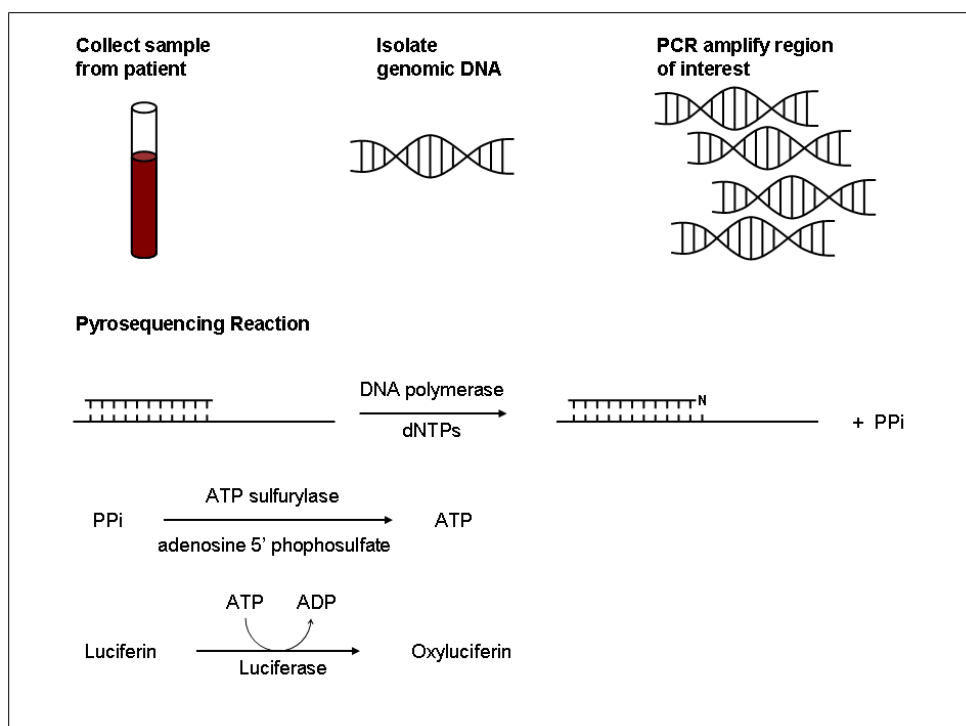 Collect sample
from patient
Isolate
genomic DNA
PCR amplify region
of interest
Pyrosequencing Reaction
DNA polymerase
dNTPs
N
+ PPi
PPi
ATP sulfurylase
adenosine 5’ phophosulfate
ATP
ATP
ADP
Luciferin
Luciferase
Oxyluciferin